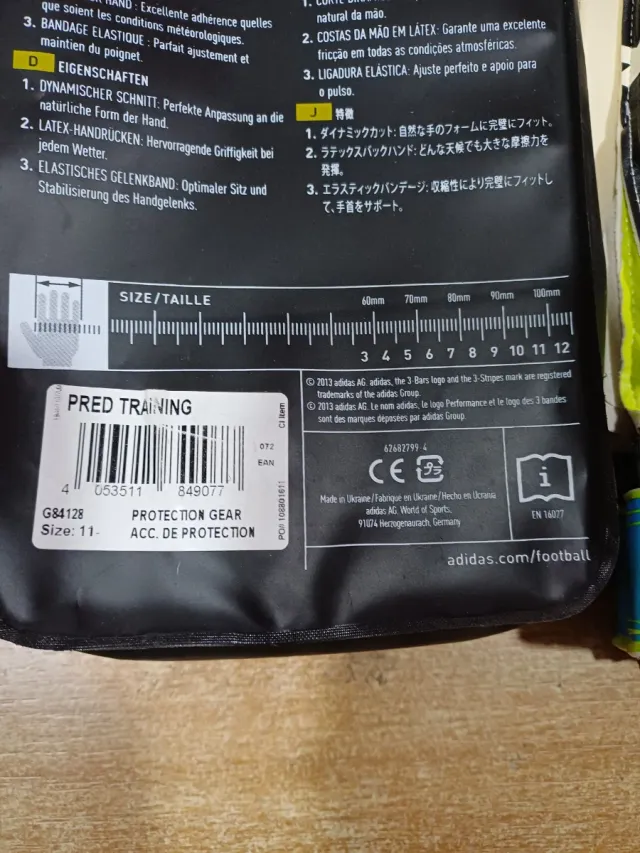 HAND: Excellente adhérence quelles
que soient les conditions météorologiques.
3. BANDAGE ELASTIQUE : Parfait ajustement et
maintien du poignet.
D EIGENSCHAFTEN
1. DYNAMISCHER SCHNITT: Perfekte Anpassung an die
natürliche Form der Hand.
2. LATEX-HANDRÜCKEN: Hervorragende Griffigkeit bei
jedem Wetter.
3. ELASTISCHES GELENKBAND: Optimaler Sitz und
Stabilisierung des Handgelenks.
natural da mão.
2. COSTAS DA MÃO EM LÁTEX: Garante uma excelente
fricção em todas as condições atmosféricas.
3. LIGADURA ELÁSTICA: Ajuste perfeito e apoio para
o pulso.
J 特徴
1. ダイナミックカット: 自然な手のフォームに完璧にフィット。
2. ラテックスバックハンド: どんな天候でも大きな摩擦力を
発揮。
3. エラスティックバンデージ: 収縮性により完璧にフィットし
て、手首をサポート。
SIZE/TAILLE
60mm 70mm 80mm 90mm 100mm
3 4 5 6 7 8 9 10 11 12
© 2013 adidas AG. adidas, the 3-Bars logo and the 3-Stripes mark are registered
trademarks of the adidas Group.
© 2013 adidas AG. Le nom adidas, le logo Performance et le logo des 3 bandes
sont des marques déposées par adidas Group.
PRED TRAINING
CI Item
072
EAN
4 053511 849077
G84128 PROTECTION GEAR
Size: 11- ACC. DE PROTECTION
PO# 108801611
62682799 4
CE プラ
Made in Ukraine/Fabriqué en Ukraine/Hecho en Ucrania
adidas AG, World of Sports,
91074 Herzogenaurach, Germany
i
EN 16027
adidas.com/football